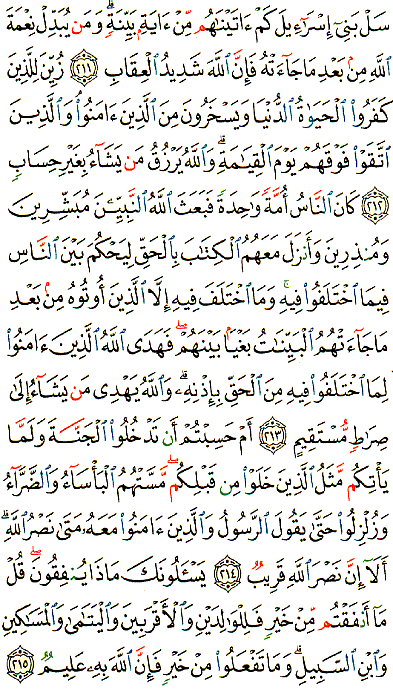 سَلْ بَنِىٓ إِسْرَٰٓءِيلَ كَمْ ءَاتَيْنَٰهُم مِّنْ ءَايَةٍۭ بَيِّنَةٍۗ وَمَن يُبَدِّلْ نِعْمَةَ
ٱللَّهِ مِنۢ بَعْدِ مَا جَآءَتْهُ فَإِنَّ ٱللَّهَ شَدِيدُ ٱلْعِقَابِ ٢١١ زُيِّنَ لِلَّذِينَ
كَفَرُوا۟ ٱلْحَيَوٰةُ ٱلدُّنْيَا وَيَسْخَرُونَ مِنَ ٱلَّذِينَ ءَامَنُوا۟ۘ وَٱلَّذِينَ
ٱتَّقَوْا۟ فَوْقَهُمْ يَوْمَ ٱلْقِيَٰمَةِۗ وَٱللَّهُ يَرْزُقُ مَن يَشَآءُ بِغَيْرِ حِسَابٍ
٢١٢ كَانَ ٱلنَّاسُ أُمَّةً وَٰحِدَةً فَبَعَثَ ٱللَّهُ ٱلنَّبِيِّۦنَ مُبَشِّرِينَ
وَمُنذِرِينَ وَأَنزَلَ مَعَهُمُ ٱلْكِتَٰبَ بِٱلْحَقِّ لِيَحْكُمَ بَيْنَ ٱلنَّاسِ
فِيمَا ٱخْتَلَفُوا۟ فِيهِۚ وَمَا ٱخْتَلَفَ فِيهِ إِلَّا ٱلَّذِينَ أُوتُوهُ مِنۢ بَعْدِ
مَا جَآءَتْهُمُ ٱلْبَيِّنَٰتُ بَغْيًۢا بَيْنَهُمْۖ فَهَدَى ٱللَّهُ ٱلَّذِينَ ءَامَنُوا۟
لِمَا ٱخْتَلَفُوا۟ فِيهِ مِنَ ٱلْحَقِّ بِإِذْنِهِۦۗ وَٱللَّهُ يَهْدِى مَن يَشَآءُ إِلَىٰ
صِرَٰطٍ مُّسْتَقِيمٍ ٢١٣ أَمْ حَسِبْتُمْ أَن تَدْخُلُوا۟ ٱلْجَنَّةَ وَلَمَّا
يَأْتِكُم مَّثَلُ ٱلَّذِينَ خَلَوْا۟ مِن قَبْلِكُمۖ مَّسَّتْهُمُ ٱلْبَأْسَآءُ وَٱلضَّرَّآءُ
وَزُلْزِلُوا۟ حَتَّىٰ يَقُولَ ٱلرَّسُولُ وَٱلَّذِينَ ءَامَنُوا۟ مَعَهُۥ مَتَىٰ نَصْرُ ٱللَّهِۗ
أَلَآ إِنَّ نَصْرَ ٱللَّهِ قَرِيبٌ ٢١٤ يَسْـَٔلُونَكَ مَاذَا يُنفِقُونَۖ قُلْ
مَآ أَنفَقْتُم مِّنْ خَيْرٍ فَلِلْوَٰلِدَيْنِ وَٱلْأَقْرَبِينَ وَٱلْيَتَٰمَىٰ وَٱلْمَسَٰكِينِ
وَٱبْنِ ٱلسَّبِيلِۗ وَمَا تَفْعَلُوا۟ مِنْ خَيْرٍ فَإِنَّ ٱللَّهَ بِهِۦ عَلِيمٌ ٢١٥